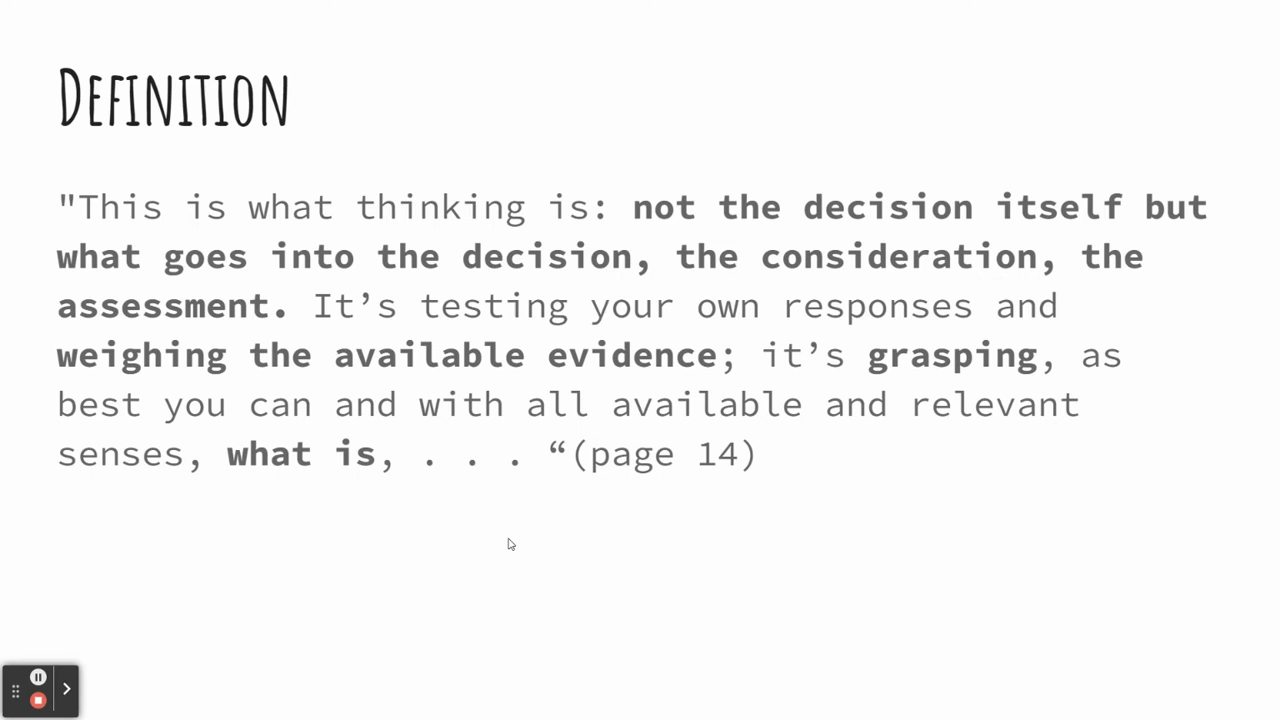 Definition
"This is what thinking is: not the decision itself but
what goes into the decision, the consideration, the
assessment. It’s testing your own responses and
weighing the available evidence; it’s grasping, as
best you can and with all available and relevant
senses, what is, . . . “(page 14)